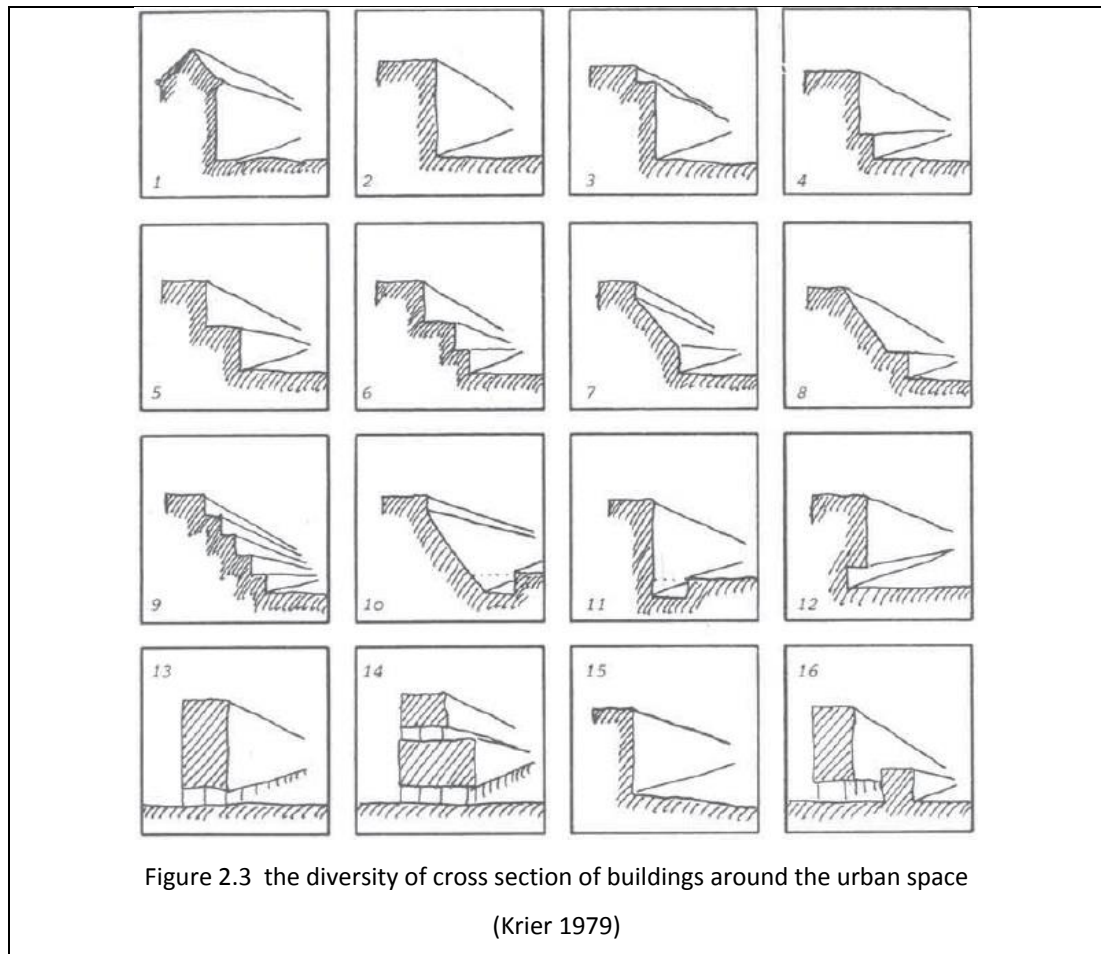 1 2 3 4
5 6 7 8
9 10 11 12
13 14 15 16
Figure 2.3 the diversity of cross section of buildings around the urban space
(Krier 1979)